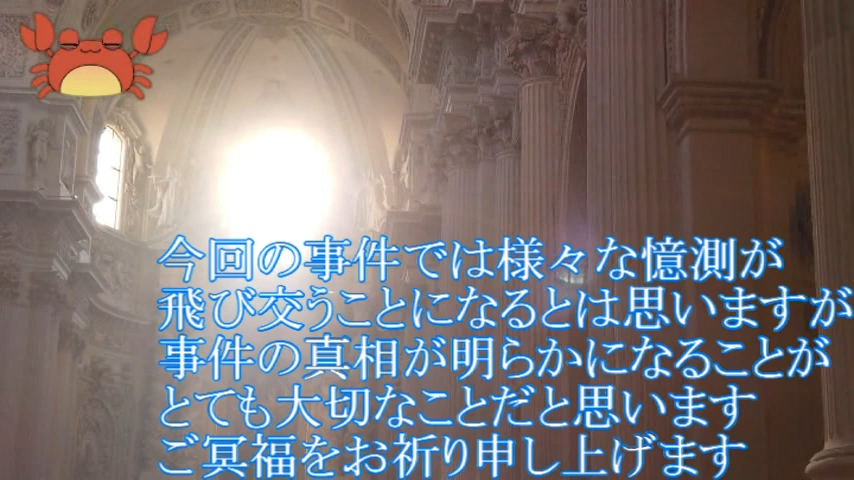 今回の事件では様々な憶測が
飛び交うことになるとは思いますが
事件の真相が明らかになることが
とても大切なことだと思います
ご冥福をお祈り申し上げます